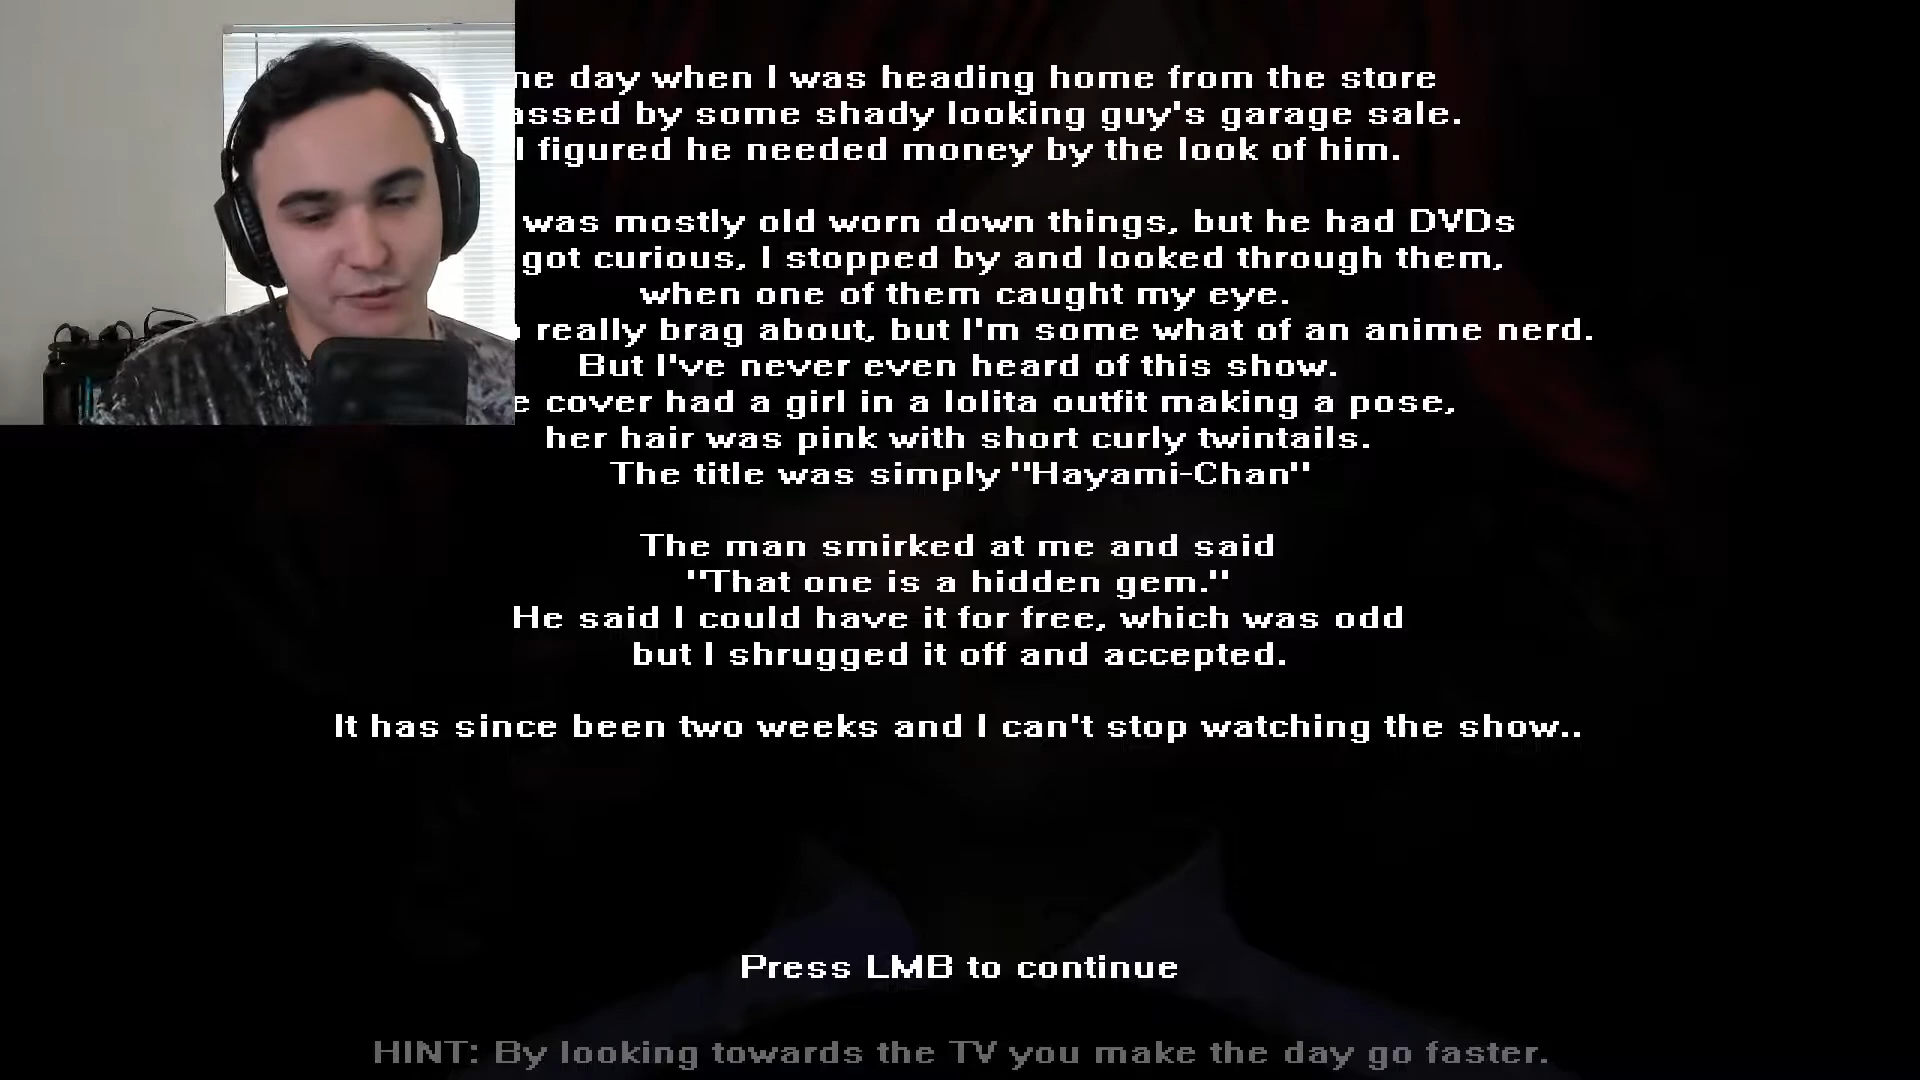 day when I was heading home from the store
by some shady looking guy's garage sale.
I figured he needed money by the look of him.
was mostly old worn down things, but he had DVDs
got curious, I stopped by and looked through them,
when one of them caught my eye.
really brag about, but I'm some what of an anime nerd.
But I've never even heard of this show.
cover had a girl in a lolita outfit making a pose,
her hair was pink with short curly twintails.
The title was simply "Hayami-Chan"
The man smirked at me and said
"That one is a hidden gem."
He said I could have it for free, which was odd
but I shrugged it off and accepted.
It has since been two weeks and I can't stop watching the show..
Press LMB to continue
HINT: By looking towards the TV you make the day go faster.